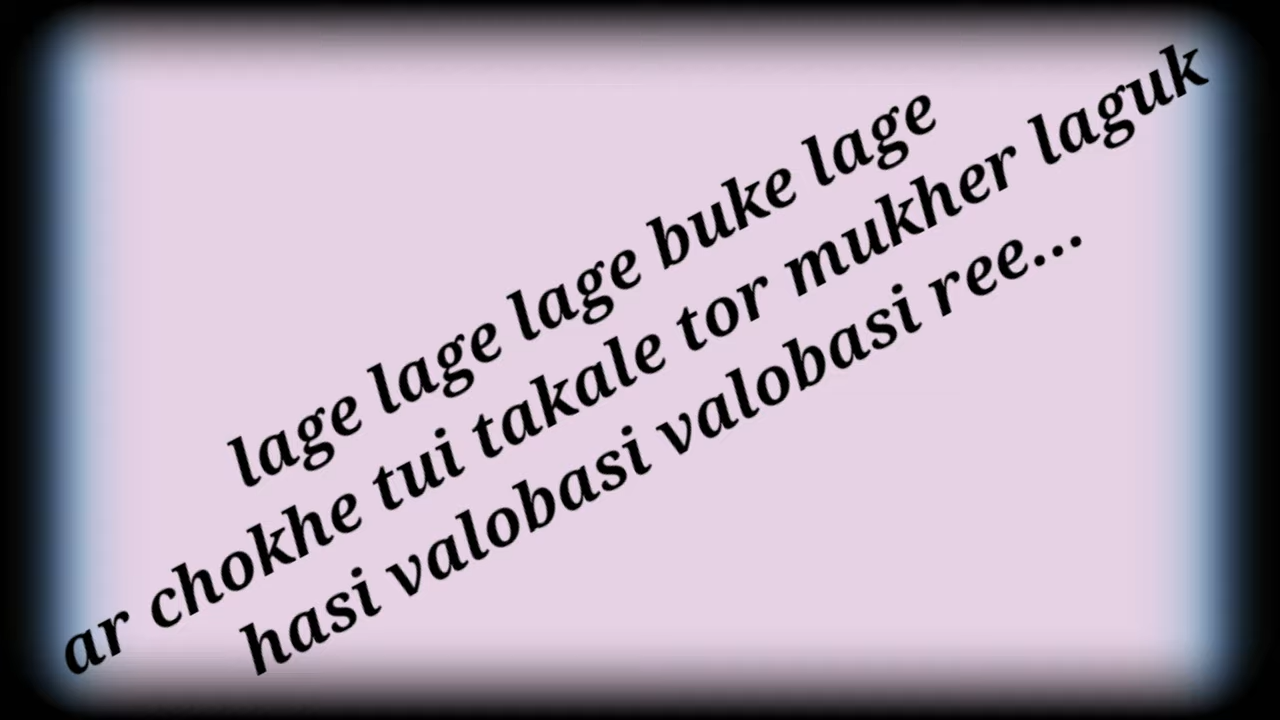 lage lage lage buke lage
ar chokhe tui takale tor mukher laguk
hasi valobasi valobasi ree...